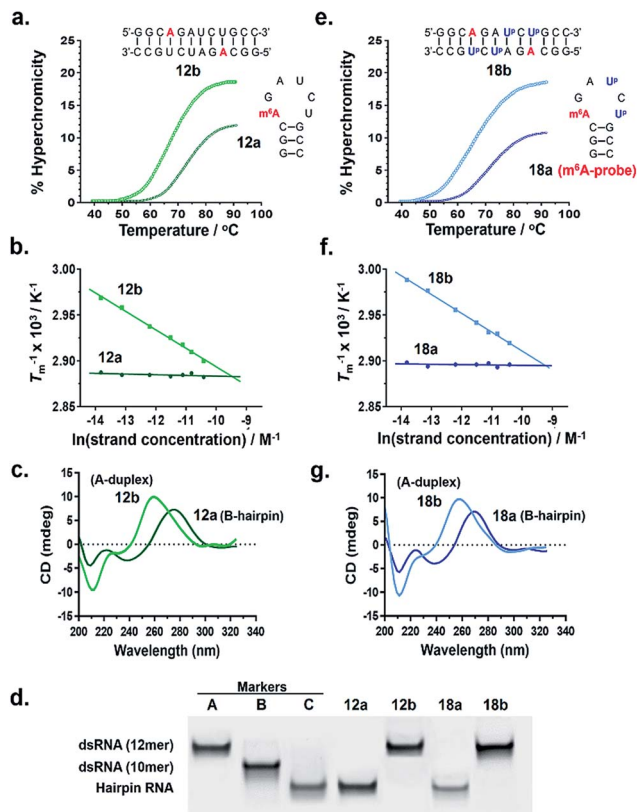 a.
5'-GGCAGAUCUGCC-3'
3'-CCGUCUAGACGG-5'
12b
12a
A U
G C
m⁶A U
C–G
G–C
G–C
% Hyperchromicity
25
20
15
10
5
0
40 50 60 70 80 90 100
Temperature / °C
e.
5'-GGCAGAUᵖCUᵖGCC-3'
3'-CCGUᵖCUᵖAGACGG-5'
18b
18a (m⁶A-probe)
A Uᵖ
G C
m⁶A Uᵖ
C–G
G–C
G–C
% Hyperchromicity
25
20
15
10
5
0
40 50 60 70 80 90 100
Temperature / °C
b.
12b
12a
Tm⁻¹ x 10³ / K⁻¹
3.00
2.95
2.90
2.85
-14 -13 -12 -11 -10 -9
ln(strand concentration) / M⁻¹
f.
18b
18a
Tm⁻¹ x 10³ / K⁻¹
3.00
2.95
2.90
2.85
-14 -13 -12 -11 -10 -9
ln(strand concentration) / M⁻¹
c.
(A-duplex)
12b
12a (B-hairpin)
CD (mdeg)
15
10
5
0
-5
-10
-15
200 220 240 260 280 300 320 340
Wavelength (nm)
g.
(A-duplex)
18b
18a (B-hairpin)
CD (mdeg)
15
10
5
0
-5
-10
-15
200 220 240 260 280 300 320 340
Wavelength (nm)
d.
Markers
A B C 12a 12b 18a 18b
dsRNA (12mer)
dsRNA (10mer)
Hairpin RNA